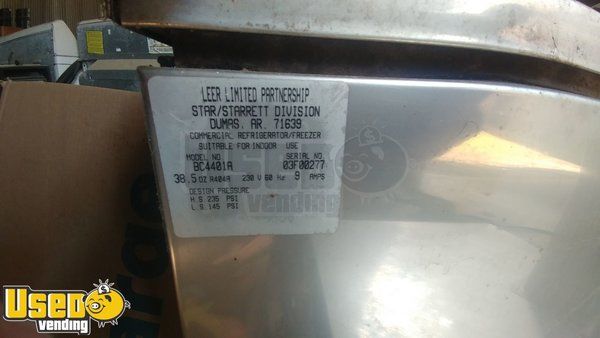 LEER LIMITED PARTNERSHIP
STAR/STARRETT DIVISION
DUMAS, AR. 71639
COMMERCIAL REFRIGERATOR/FREEZER
SUITABLE FOR INDOOR USE
MODEL NO SERIAL NO
BC4401A 03F00277
38.5 OZ R404A 230 V 60 Hz 9 AMPS
DESIGN PRESSURE
H.S. 235 PSI
L.S. 145 PSI
USED
vending
USED
vending